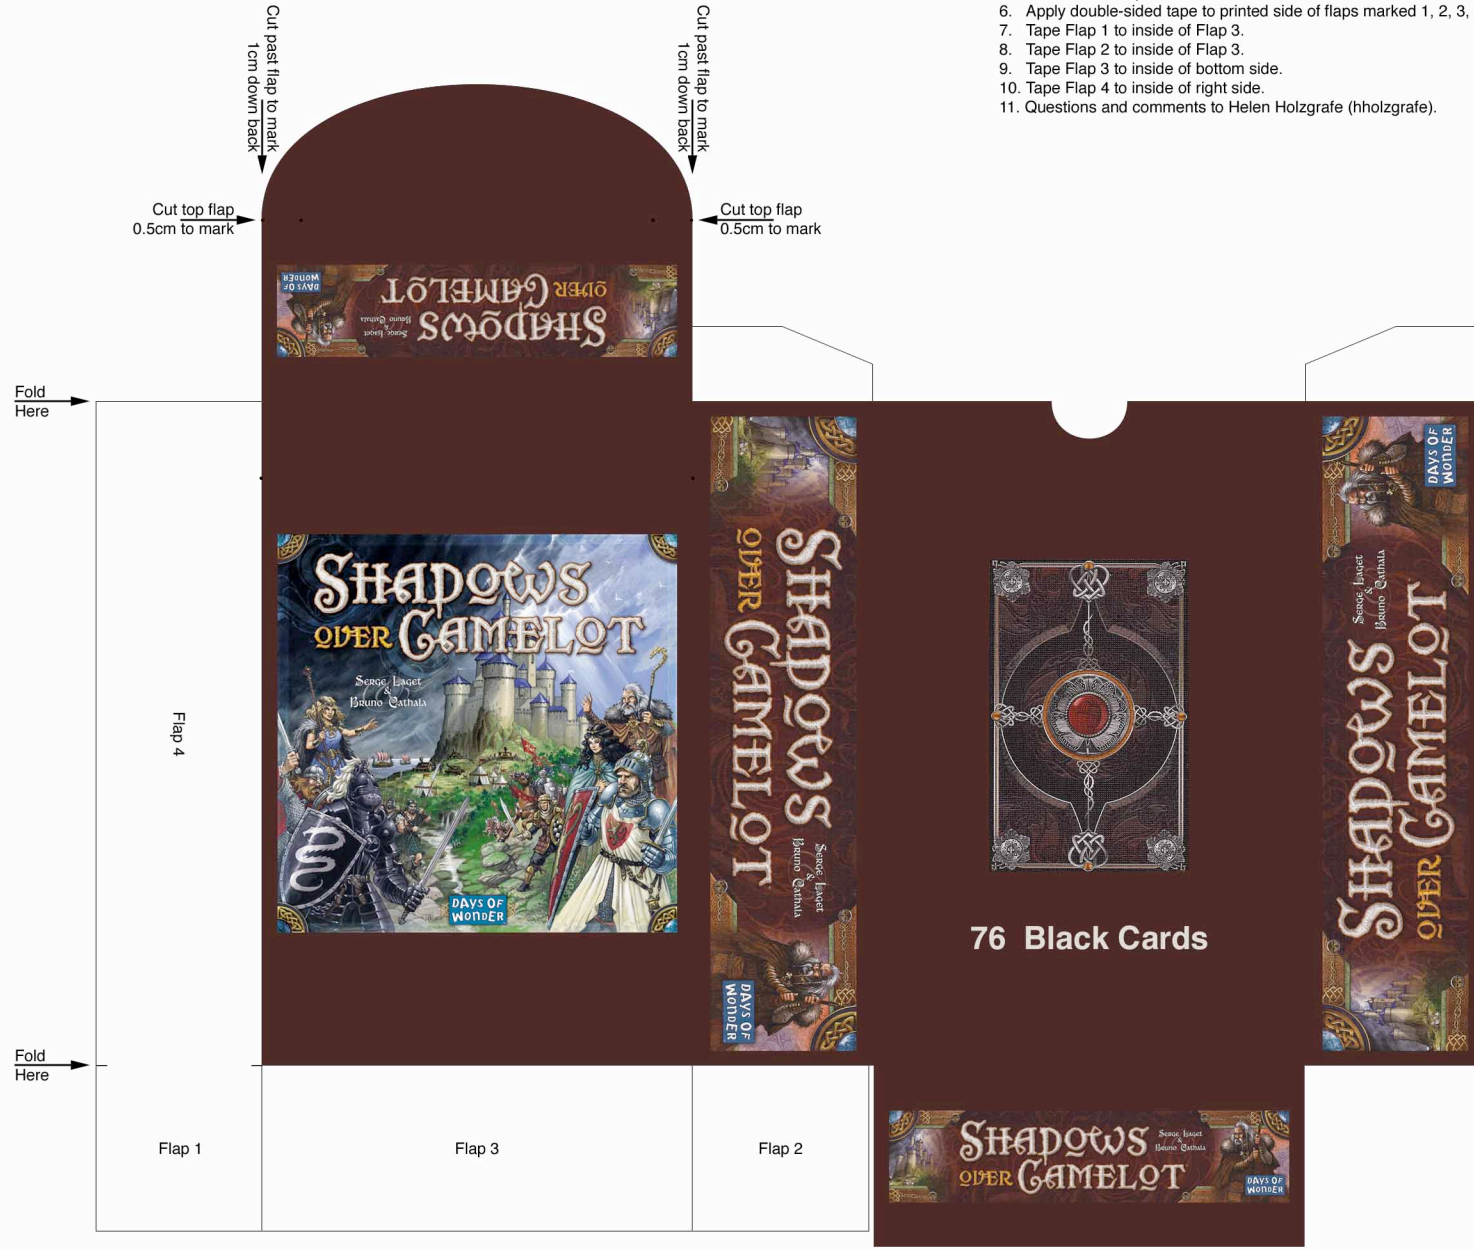 6. Apply double-sided tape to printed side of flaps marked 1, 2, 3,
7. Tape Flap 1 to inside of Flap 3.
8. Tape Flap 2 to inside of Flap 3.
9. Tape Flap 3 to inside of bottom side.
10. Tape Flap 4 to inside of right side.
11. Questions and comments to Helen Holzgrafe (hholzgrafe).
Cut past flap to mark
1cm down back
Cut past flap to mark
1cm down back
Cut top flap
0.5cm to mark
Cut top flap
0.5cm to mark
SHADOWS
OVER CAMELOT
Serge Laget
&
Bruno Cathala
DAYS OF
WONDER
Fold
Here
Flap 4
SHADOWS
OVER CAMELOT
Serge Laget
&
Bruno Cathala
DAYS OF
WONDER
SHADOWS
OVER CAMELOT
Serge Laget
&
Bruno Cathala
DAYS OF
WONDER
76 Black Cards
SHADOWS
OVER CAMELOT
Serge Laget
&
Bruno Cathala
DAYS OF
WONDER
Fold
Here
Flap 1
Flap 3
Flap 2
SHADOWS
OVER CAMELOT
Serge Laget
&
Bruno Cathala
DAYS OF
WONDER